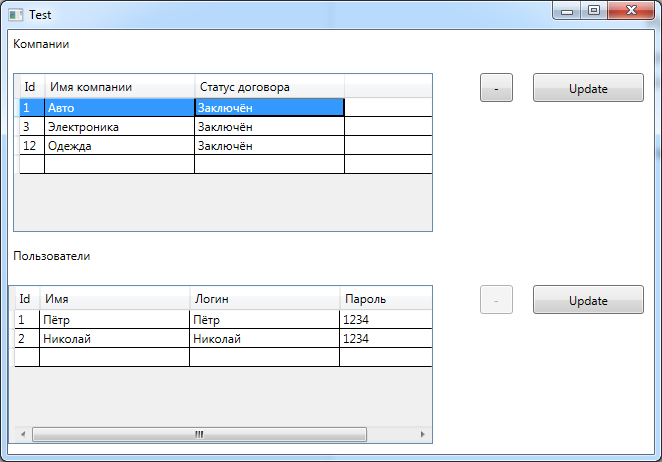 Test
Компании
Id Имя компании Статус договора
- Update
1 Авто Заключён
3 Электроника Заключён
12 Одежда Заключён
Пользователи
Id Имя Логин Пароль
- Update
1 Пётр Пётр 1234
2 Николай Николай 1234